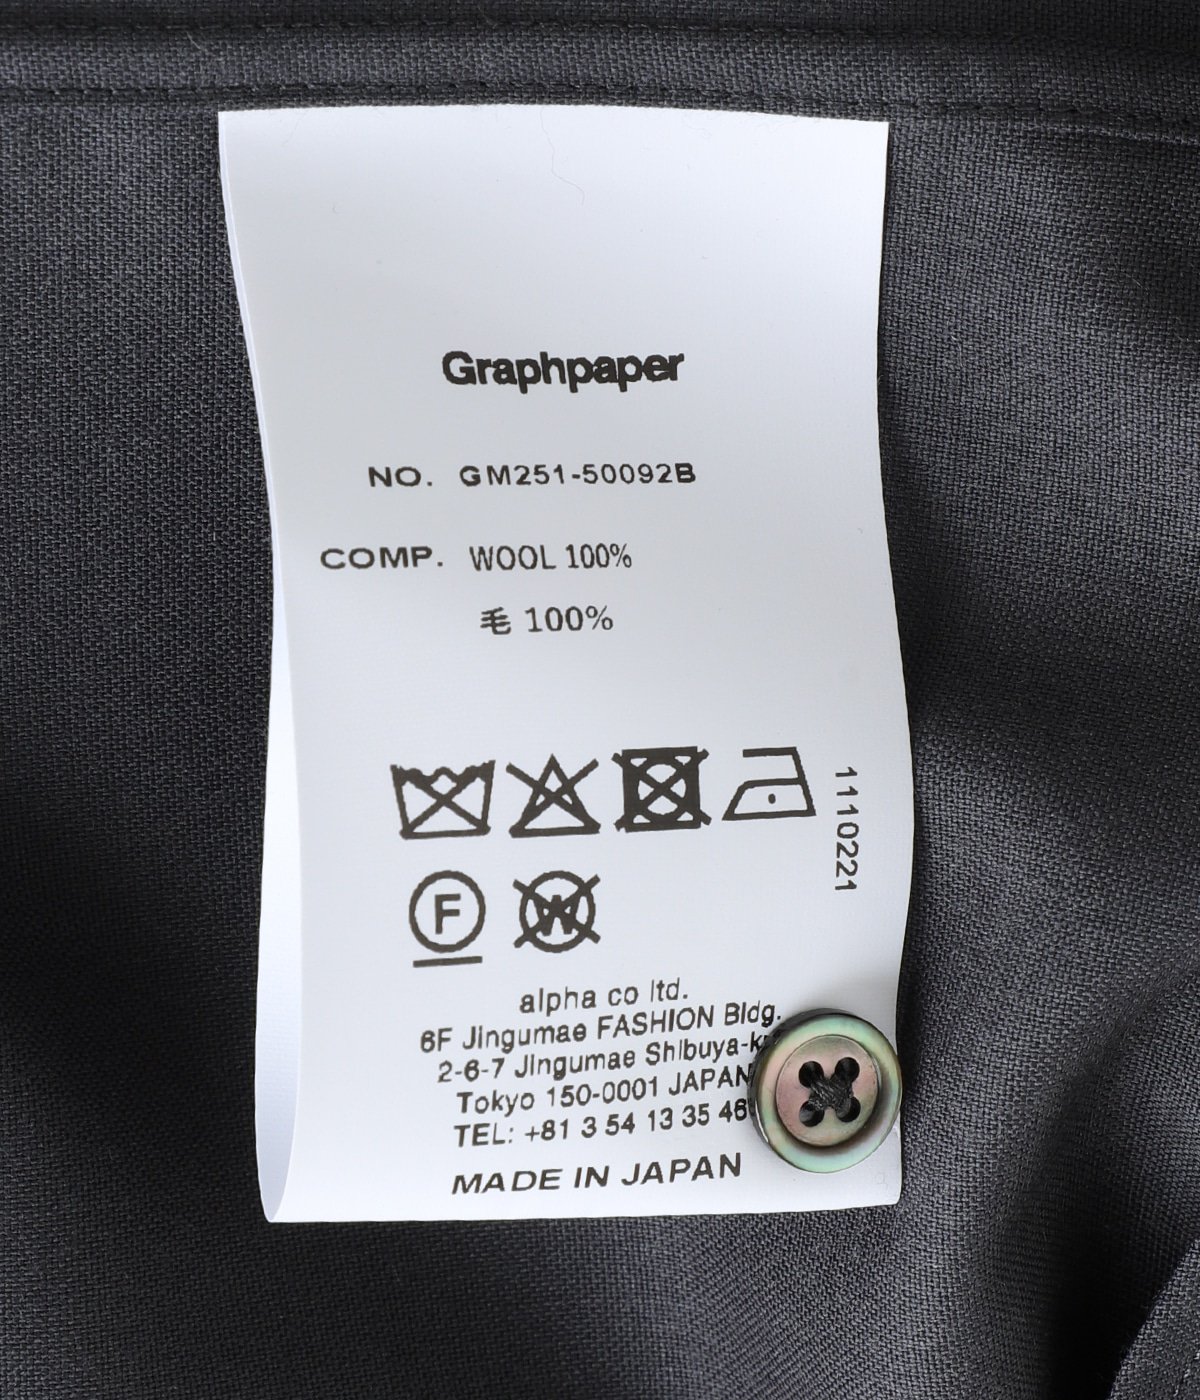 Graphpaper
NO. GM251-50092B
COMP. WOOL 100%
毛 100%
1110221
F
W
alpha co ltd.
6F Jingumae FASHION Bldg.
2-6-7 Jingumae Shibuya-
Tokyo 150-0001 JAPAN
TEL: +81 3 54 13 35 46
MADE IN JAPAN